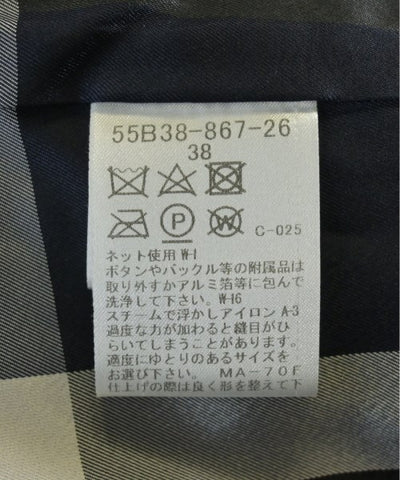 55B38-867-26
38
P
W
C-025
ネット使用 W-1
ボタンやバックル等の附属品は
取り外すかアルミ箔等に包んで
洗浄して下さい。W-16
スチームで浮かしアイロン A-3
過度な力が加わると縫目がひ
らいてしまうことがあります。
適度にゆとりのあるサイズを
お選び下さい。 MA-70F
仕上げの際は良く形を整えて下